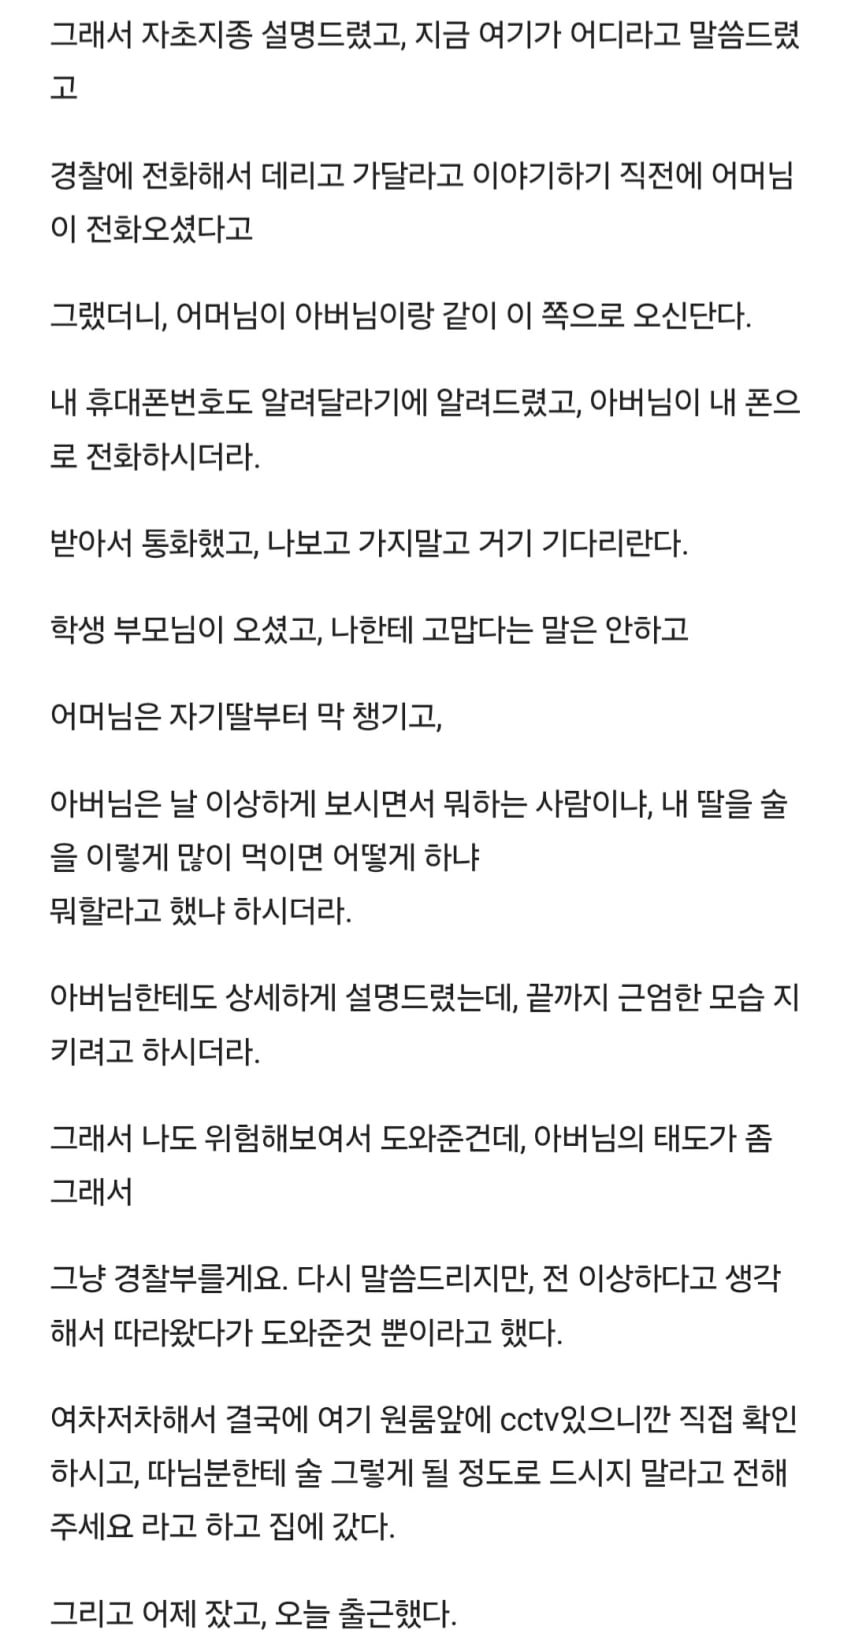 그래서 자초지종 설명드렸고, 지금 여기가 어디라고 말씀드렸
고
경찰에 전화해서 데리고 가달라고 이야기하기 직전에 어머님
이 전화오셨다고
그랬더니, 어머님이 아버님이랑 같이 이 쪽으로 오신단다.
내 휴대폰번호도 알려달라기에 알려드렸고, 아버님이 내 폰으
로 전화하시더라.
받아서 통화했고, 나보고 가지말고 거기 기다리란다.
학생 부모님이 오셨고, 나한테 고맙다는 말은 안하고
어머님은 자기딸부터 막 챙기고,
아버님은 날 이상하게 보시면서 뭐하는 사람이냐, 내 딸을 술
을 이렇게 많이 먹이면 어떻게 하냐
뭐할라고 했냐 하시더라.
아버님한테도 상세하게 설명드렸는데, 끝까지 근엄한 모습 지
키려고 하시더라.
그래서 나도 위험해보여서 도와준건데, 아버님의 태도가 좀
그래서
그냥 경찰부를게요. 다시 말씀드리지만, 전 이상하다고 생각
해서 따라왔다가 도와준것 뿐이라고 했다.
여차저차해서 결국에 여기 원룸앞에 cctv있으니깐 직접 확인
하시고, 따님분한테 술 그렇게 될 정도로 드시지 말라고 전해
주세요 라고 하고 집에 갔다.
그리고 어제 잤고, 오늘 출근했다.